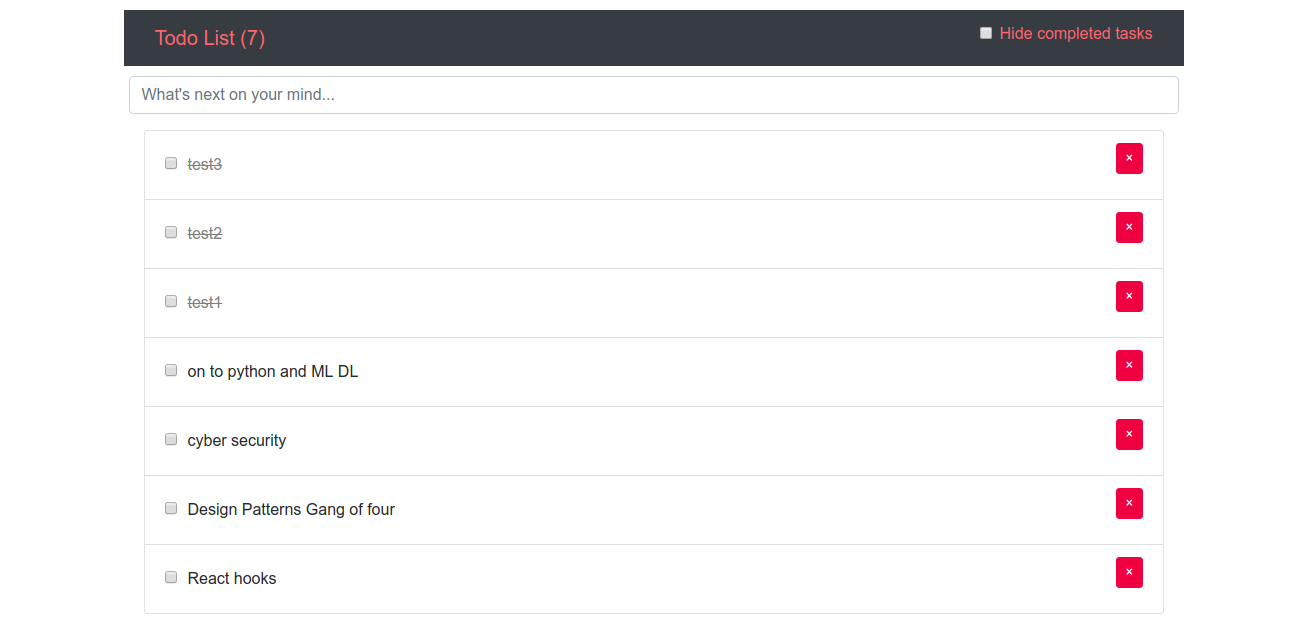 Todo List (7)
Hide completed tasks
What's next on your mind...
test3
×
test2
×
test1
×
on to python and ML DL
×
cyber security
×
Design Patterns Gang of four
×
React hooks
×